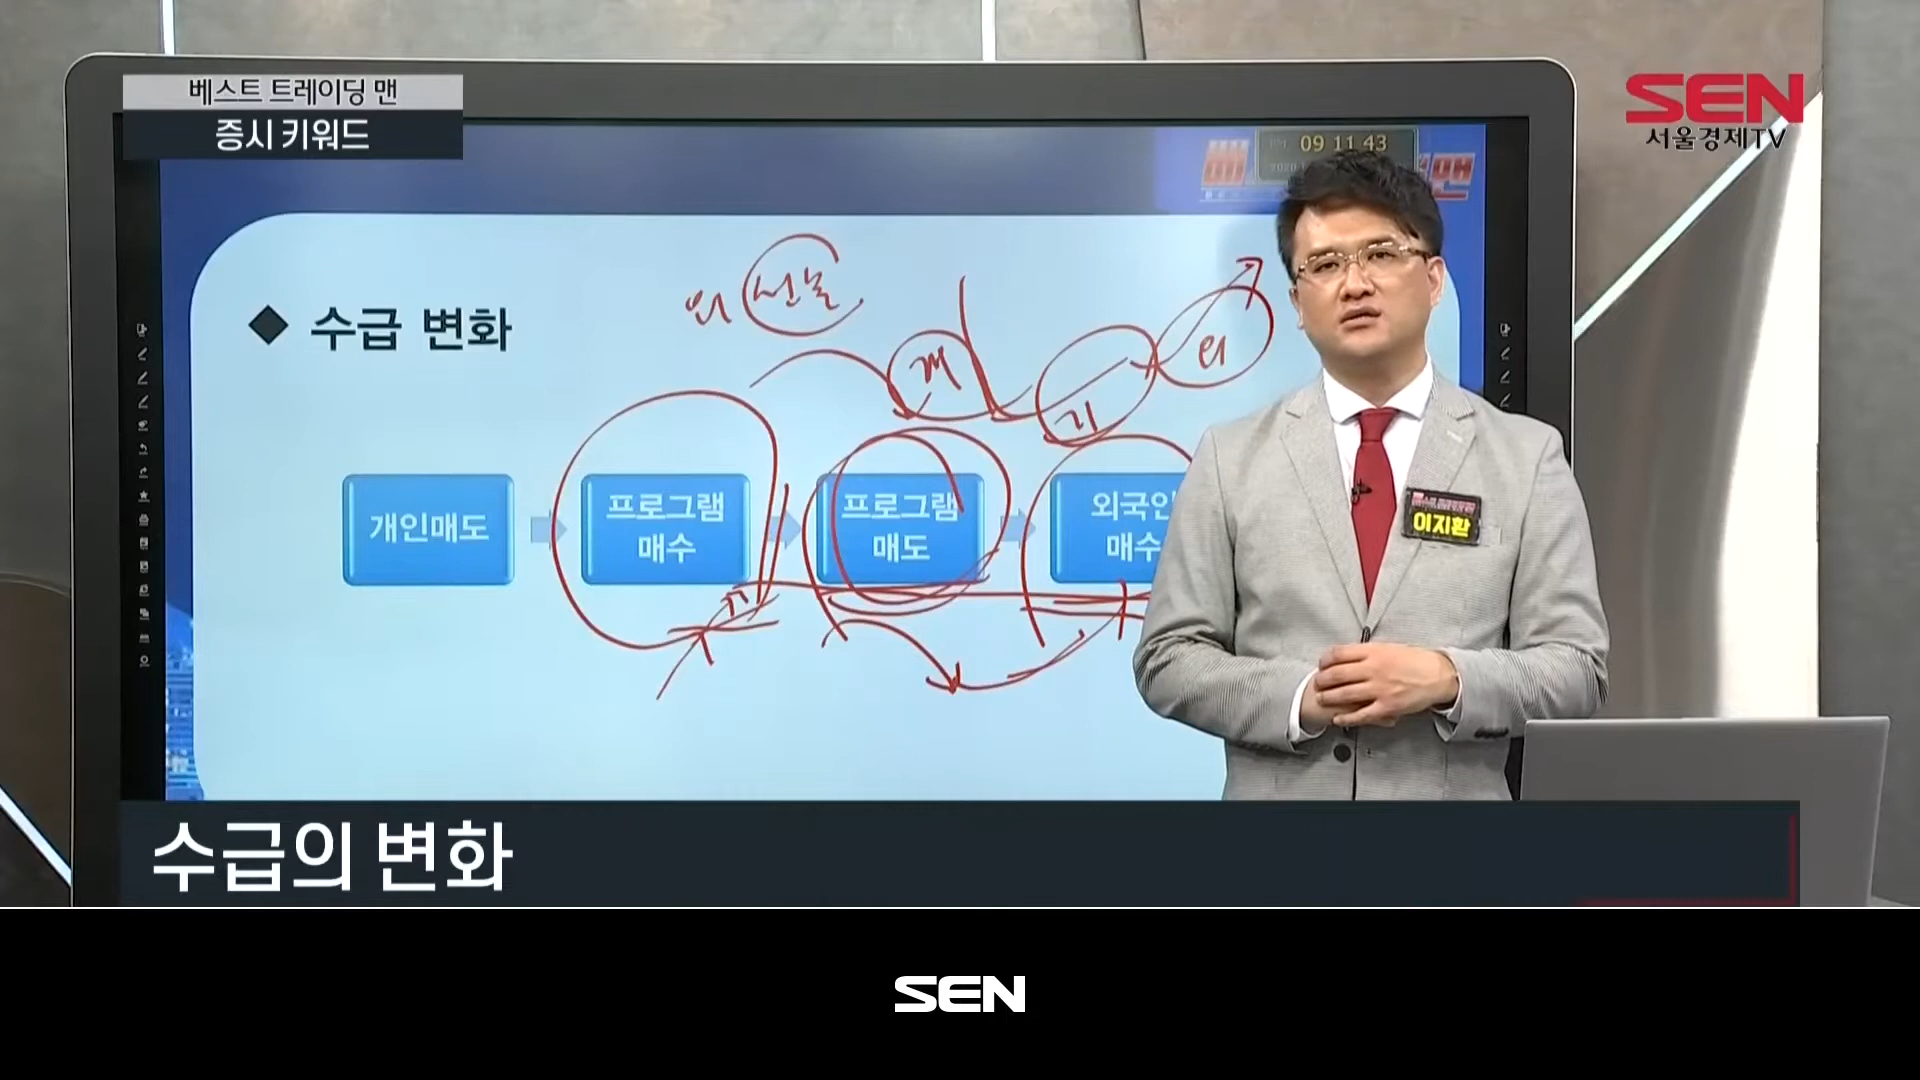 베스트 트레이딩 맨
증시 키워드
SEN
서울경제TV
09 11 43
맨
◆ 수급 변화
외 선물
개
기
외
개인매도
프로그램
매수
프로그램
매도
외국인
매수
이지환
수급의 변화
SEN